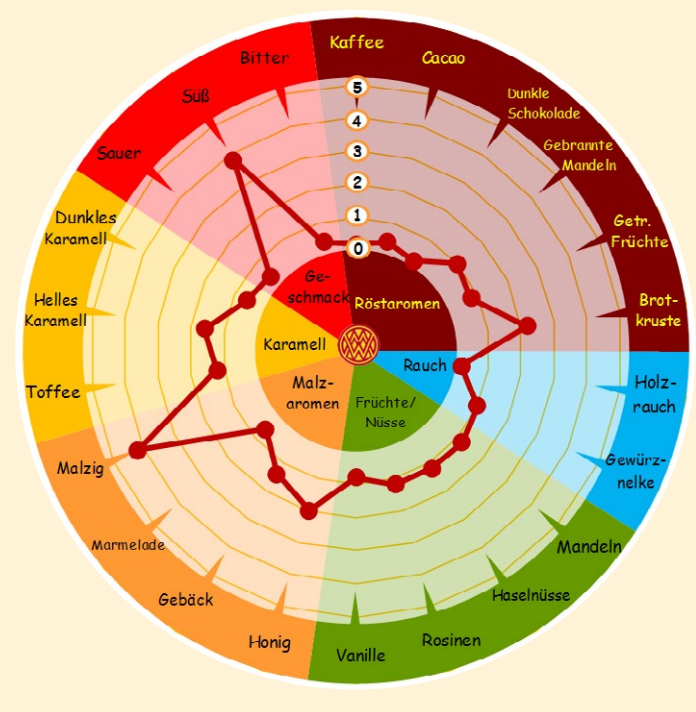 Kaffee
Cacao
Dunkle
Schokolade
Gebrannte
Mandeln
Getr.
Früchte
Brot-
kruste
Holz-
rauch
Gewürz-
nelke
Mandeln
Haselnüsse
Rosinen
Vanille
Honig
Gebäck
Marmelade
Malzig
Toffee
Helles
Karamell
Dunkles
Karamell
Sauer
Süß
Bitter
5
4
3
2
1
0
Ge-
schmack
Röstaromen
Karamell
Rauch
Malz-
aromen
Früchte/
Nüsse